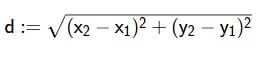 d := √(x₂ − x₁)² + (y₂ − y₁)²